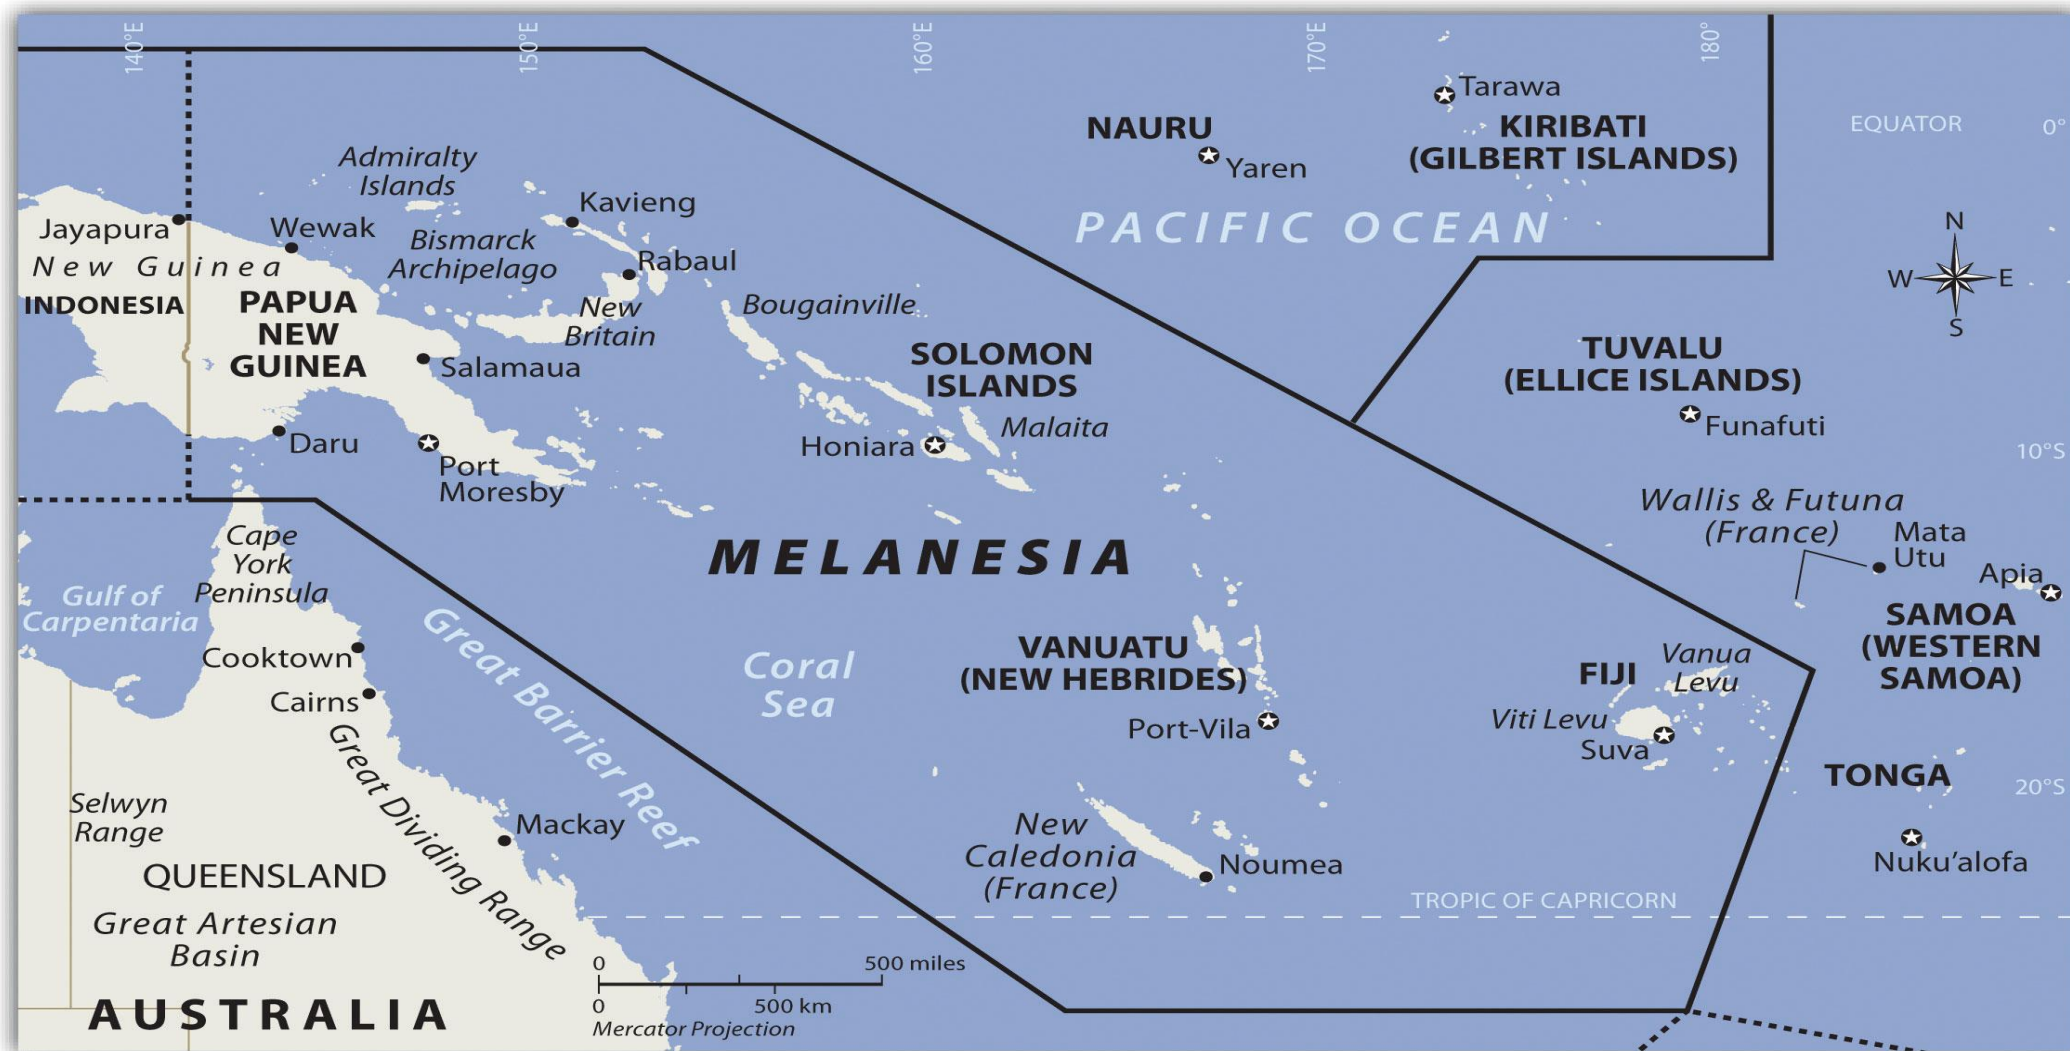 140°E
150°E
160°E
170°E
180°
Tarawa
NAURU
KIRIBATI
(GILBERT ISLANDS)
EQUATOR
0°
Yaren
Admiralty
Islands
Kavieng
PACIFIC OCEAN
Jayapura
Wewak
Bismarck
Archipelago
Rabaul
New Guinea
INDONESIA
PAPUA
NEW
GUINEA
New
Britain
Bougainville
N
W
E
S
Salamaua
SOLOMON
ISLANDS
TUVALU
(ELLICE ISLANDS)
Funafuti
Daru
Port
Moresby
Honiara
Malaita
10°S
Wallis & Futuna
(France)
Mata
Utu
Apia
Cape
York
Peninsula
MELANESIA
Gulf of
Carpentaria
Great Barrier Reef
SAMOA
(WESTERN
SAMOA)
Cooktown
Cairns
Coral
Sea
VANUATU
(NEW HEBRIDES)
Port-Vila
FIJI
Vanua
Levu
Viti Levu
Suva
Great Dividing Range
TONGA
20°S
Selwyn
Range
Mackay
New
Caledonia
(France)
Noumea
Nuku’alofa
QUEENSLAND
TROPIC OF CAPRICORN
Great Artesian
Basin
AUSTRALIA
0
500 miles
0
500 km
Mercator Projection